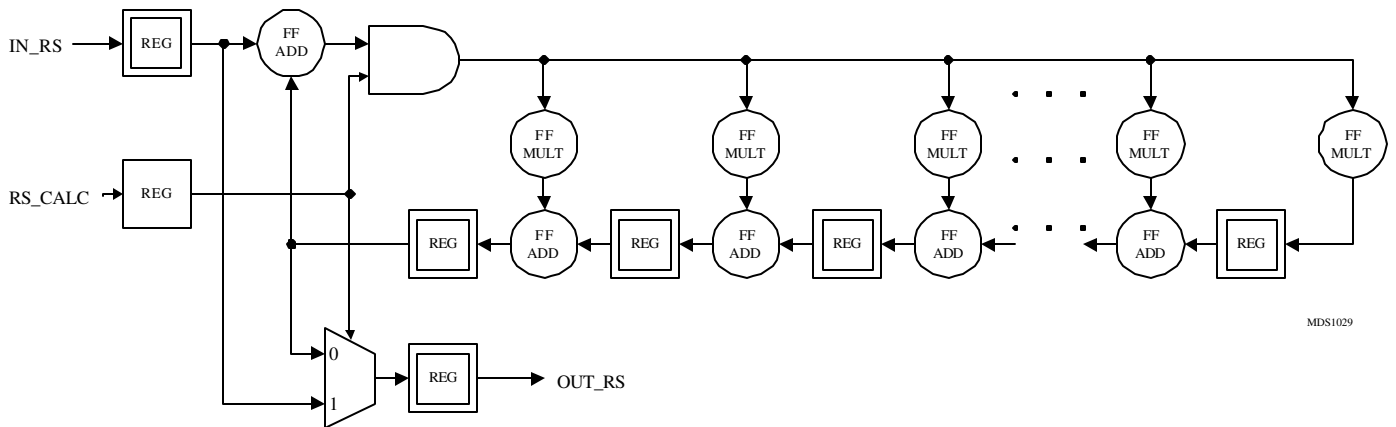 IN_RS
REG
FF
ADD
FF
MULT
FF
MULT
FF
MULT
FF
MULT
FF
MULT
RS_CALC
REG
REG
FF
ADD
REG
FF
ADD
REG
FF
ADD
FF
ADD
REG
MDS1029
0
1
REG
OUT_RS